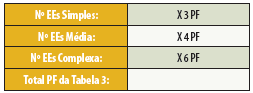 Nº EEs Simples: X 3 PF
Nº EEs Média: X 4 PF
Nº EEs Complexa: X 6 PF
Total PF da Tabela 3: